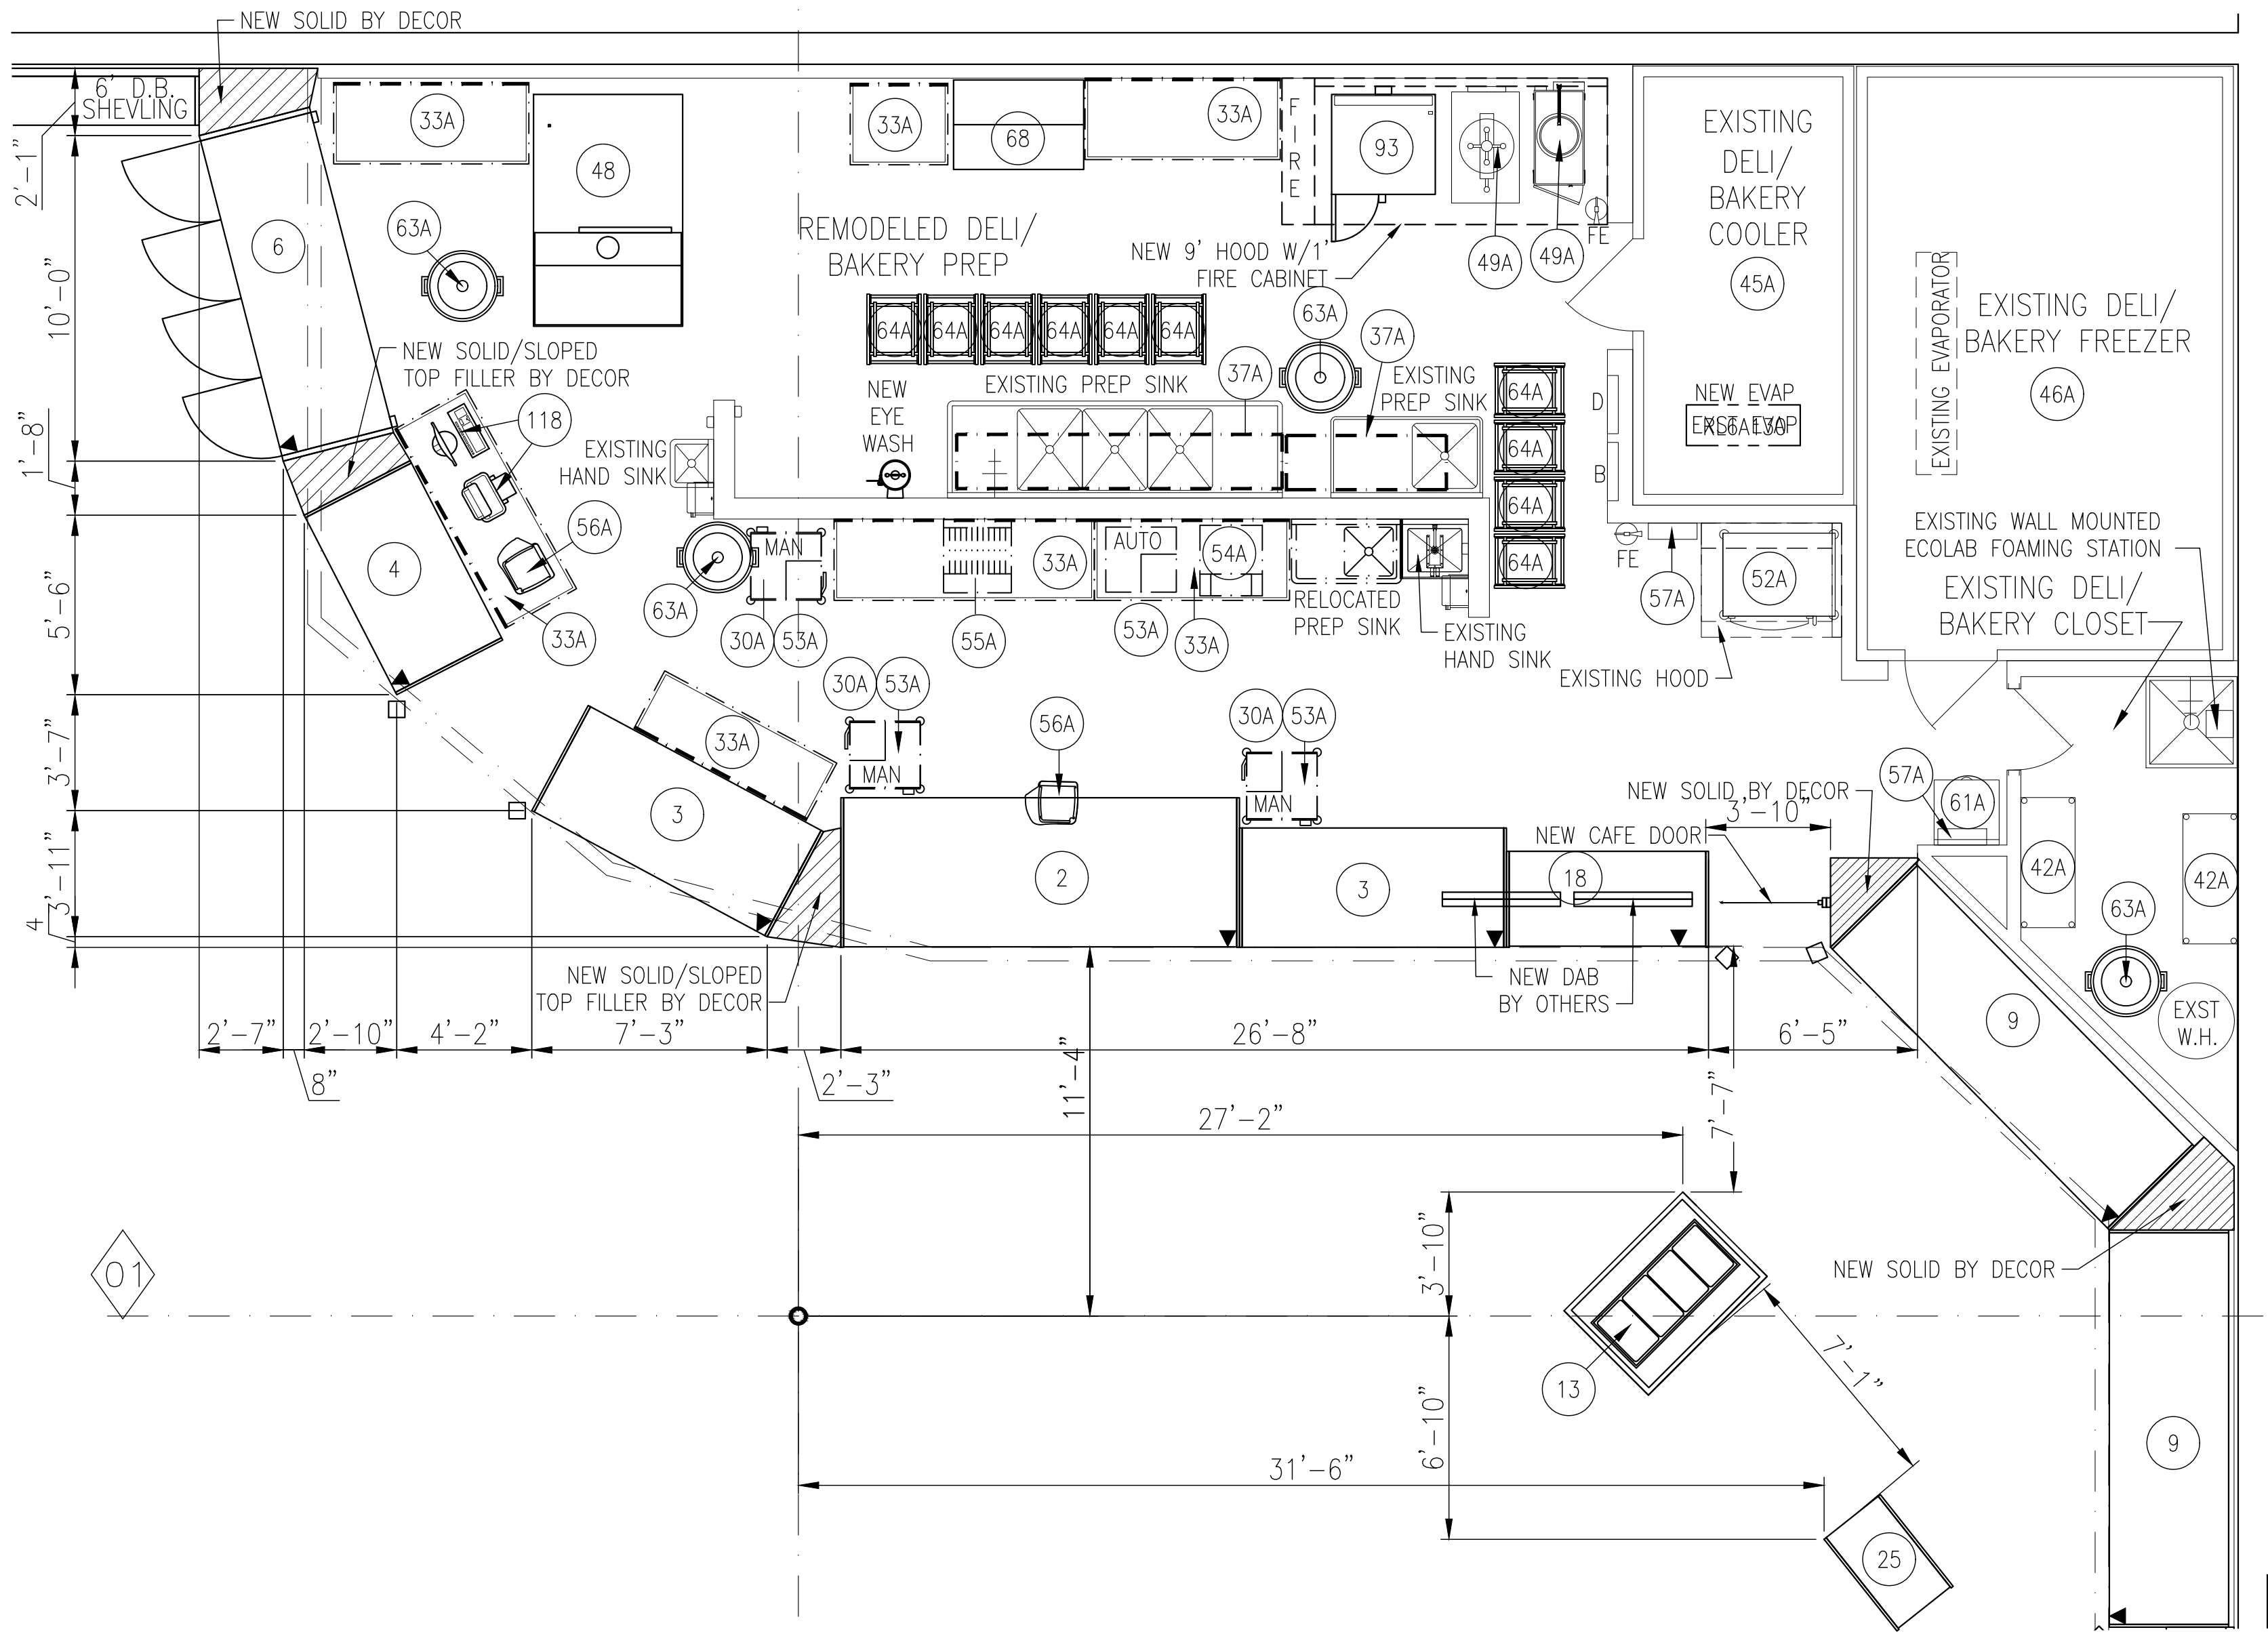 NEW SOLID BY DECOR
6' D.B.
SHEVLING
2'-1"
10'-0"
1'-8"
5'-6"
3'-7"
3'-11"
4
33A
48
33A
68
33A
F
I
R
E
93
49A
49A
FE
6
63A
REMODELED DELI/
BAKERY PREP
NEW 9' HOOD W/1'
FIRE CABINET
EXISTING
DELI/
BAKERY
COOLER
45A
EXISTING EVAPORATOR
EXISTING DELI/
BAKERY FREEZER
46A
64A
64A
64A
64A
64A
64A
63A
37A
NEW SOLID/SLOPED
TOP FILLER BY DECOR
118
56A
NEW
EYE
WASH
EXISTING PREP SINK
37A
EXISTING
PREP SINK
64A
64A
64A
64A
D
B
NEW EVAP
EXISTING
HAND SINK
4
33A
63A
MAN
30A
53A
55A
33A
AUTO
53A
54A
33A
RELOCATED
PREP SINK
EXISTING
HAND SINK
FE
57A
52A
EXISTING HOOD
EXISTING WALL MOUNTED
ECOLAB FOAMING STATION
EXISTING DELI/
BAKERY CLOSET
33A
3
30A
53A
MAN
56A
30A
53A
MAN
2
3
18
NEW SOLID BY DECOR
3'-10"
NEW CAFE DOOR
57A
61A
42A
42A
63A
EXST
W.H.
NEW SOLID/SLOPED
TOP FILLER BY DECOR
NEW DAB
BY OTHERS
9
2'-7"
8"
2'-10"
4'-2"
7'-3"
2'-3"
26'-8"
6'-5"
11'-4"
27'-2"
7'-7"
3'-10"
01
NEW SOLID BY DECOR
13
7'-1"
6'-10"
31'-6"
25
9